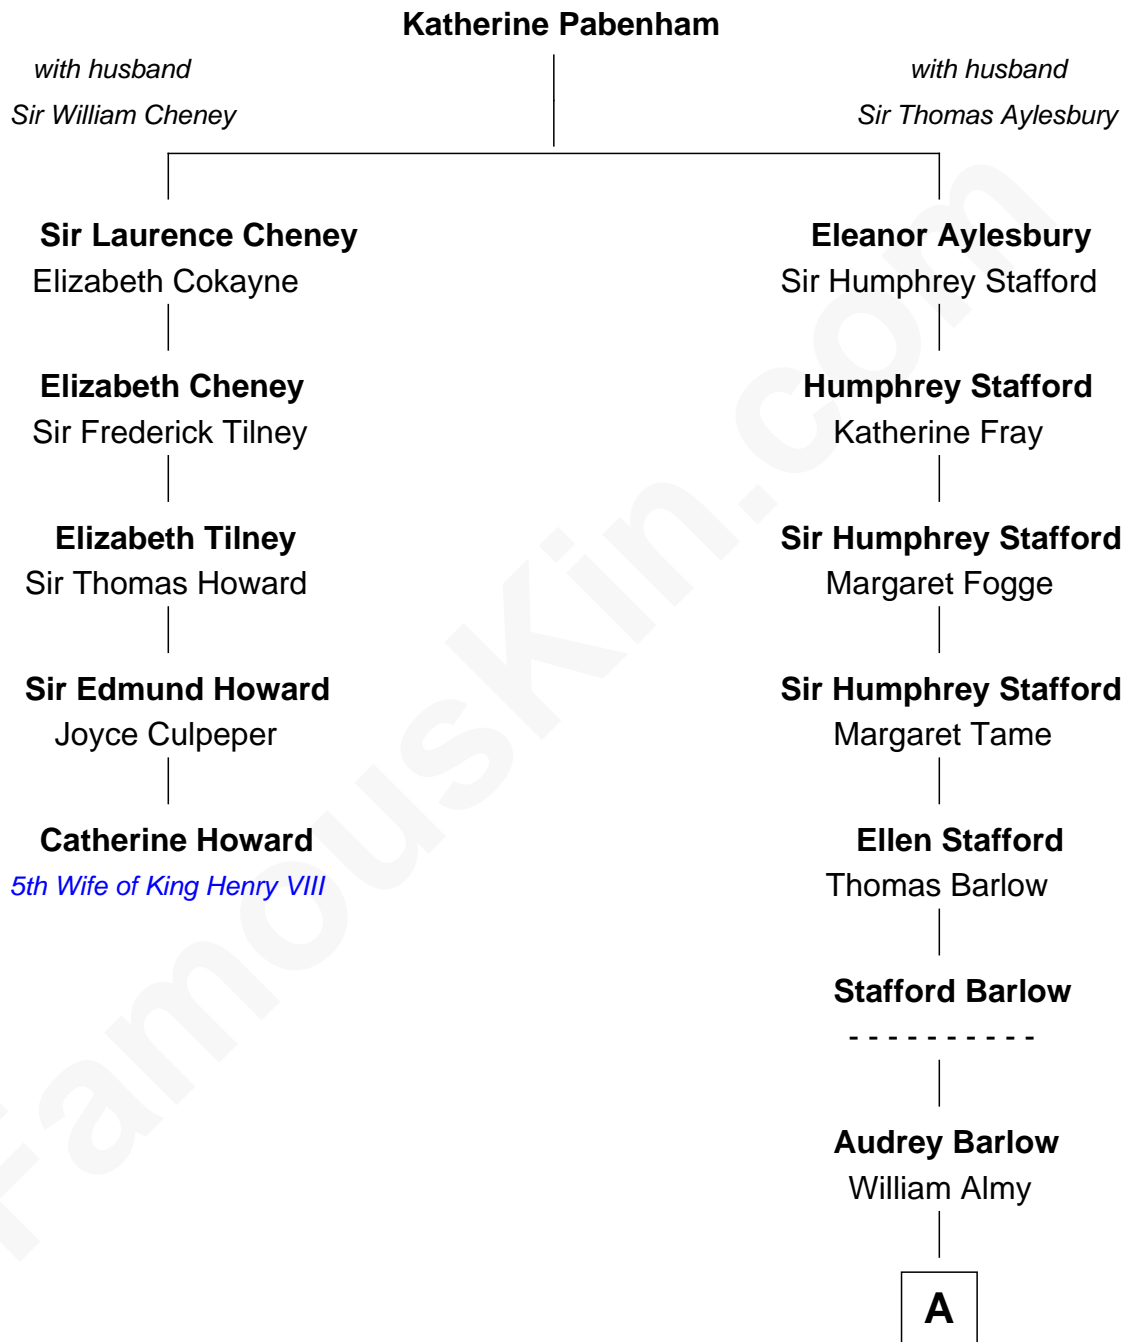 Katherine Pabenham
with husband
Sir William Cheney
with husband
Sir Thomas Aylesbury
Sir Laurence Cheney
Elizabeth Cokayne
Eleanor Aylesbury
Sir Humphrey Stafford
Elizabeth Cheney
Sir Frederick Tilney
Humphrey Stafford
Katherine Fray
Elizabeth Tilney
Sir Thomas Howard
Sir Humphrey Stafford
Margaret Fogge
Sir Edmund Howard
Joyce Culpeper
Sir Humphrey Stafford
Margaret Tame
Catherine Howard
5th Wife of King Henry VIII
Ellen Stafford
Thomas Barlow
Stafford Barlow
- - - - - - - - - -
Audrey Barlow
William Almy
A
FamousKin.com